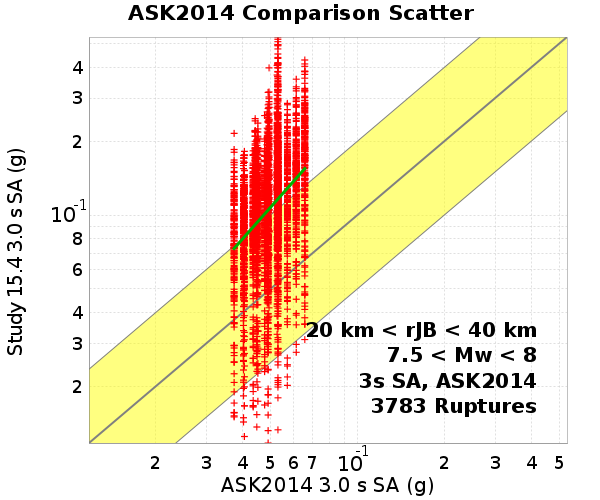 ASK2014 Comparison Scatter
Study 15.4 3.0 s SA (g)
4
3
2
10-1
8
6
4
3
2
20 km < rJB < 40 km
7.5 < Mw < 8
3s SA, ASK2014
3783 Ruptures
2 3 4 5 6 7 10-1 2 3 4 5
ASK2014 3.0 s SA (g)